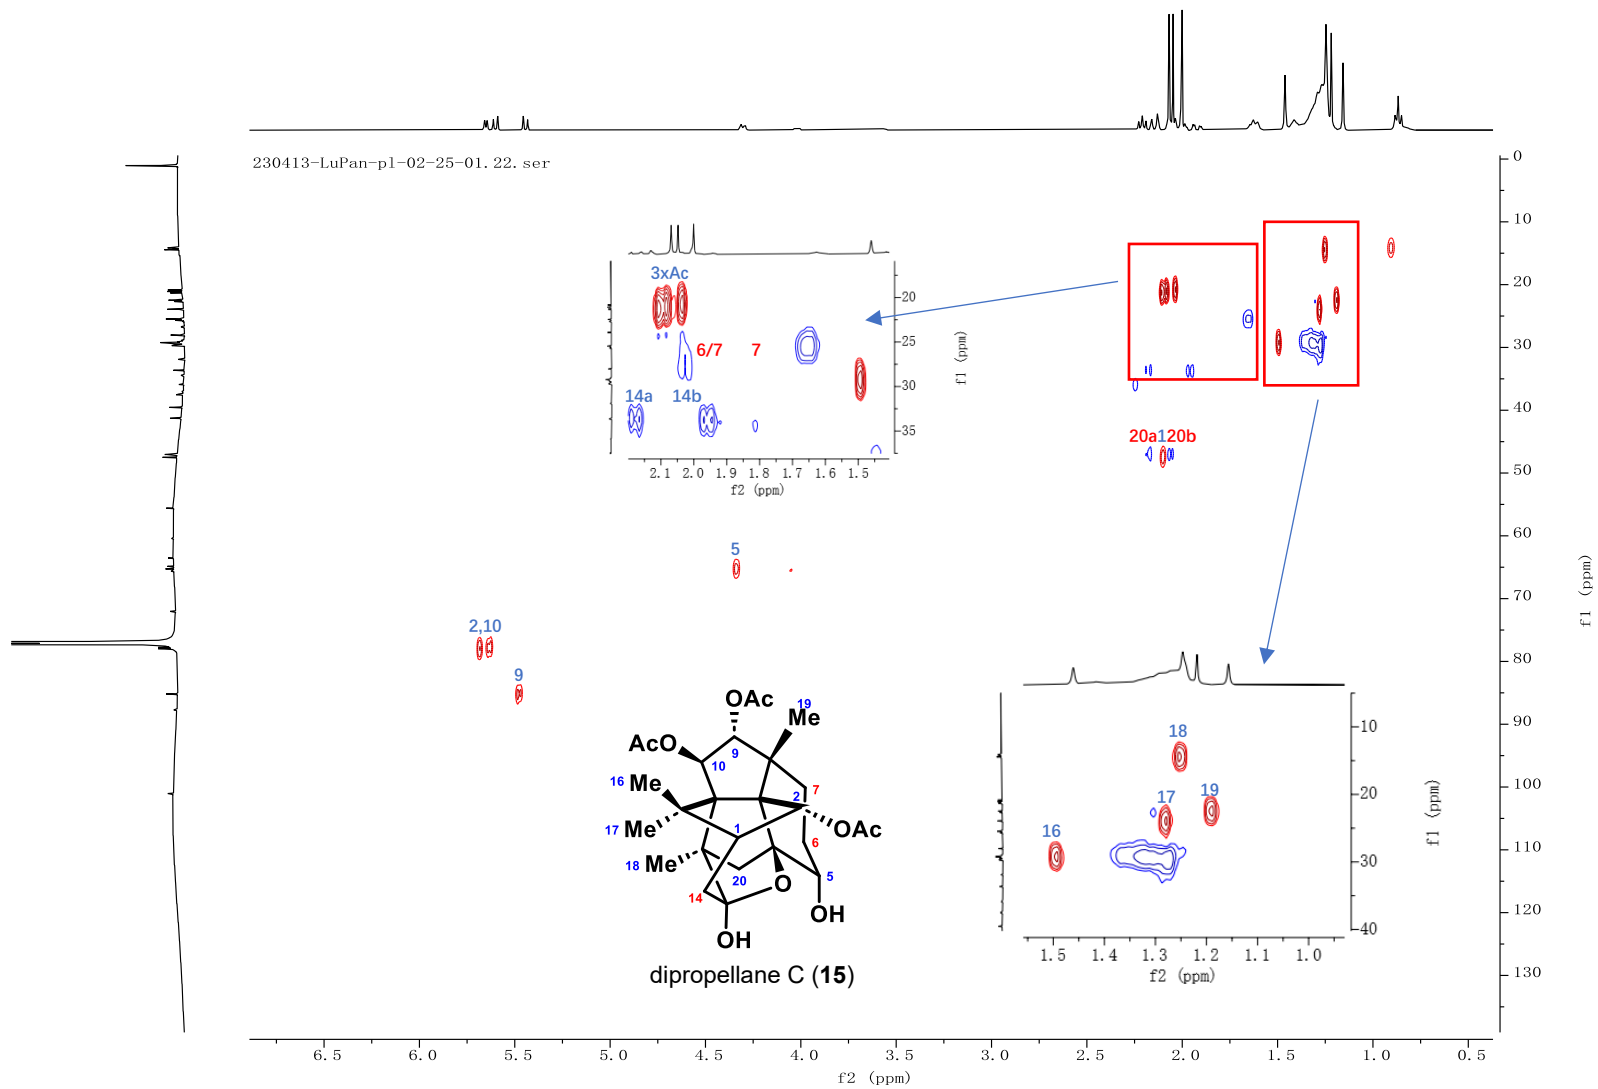 230413-LuPan-pl-02-25-01.22.ser
0
10
20
30
40
50
60
70
80
90
100
110
120
130
f1 (ppm)
6.5 6.0 5.5 5.0 4.5 4.0 3.5 3.0 2.5 2.0 1.5 1.0 0.5
f2 (ppm)
3xAc
6/7 7
14a 14b
20
25
30
35
f1 (ppm)
2.1 2.0 1.9 1.8 1.7 1.6 1.5
f2 (ppm)
20a120b
5
2,10
9
18
17 19
16
10
20
30
40
f1 (ppm)
1.5 1.4 1.3 1.2 1.1 1.0
f2 (ppm)
OAc 19
Me
AcO
9
10
16 Me
7
2
17 Me
1
OAc
18 Me
6
20
O
5
14
OH
OH
dipropellane C (15)